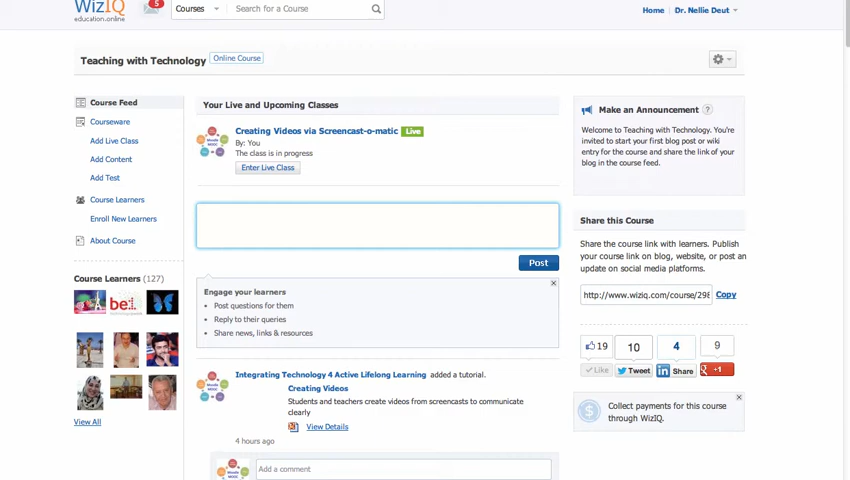 WizIQ
education.online
5
Courses
Search for a Course
Home
Dr. Nellie Deut
Teaching with Technology
Online Course
Course Feed
Courseware
Add Live Class
Add Content
Add Test
Course Learners
Enroll New Learners
About Course
Course Learners (127)
be
View All
Your Live and Upcoming Classes
Creating Videos via Screencast-o-matic Live
By: You
The class is in progress
Enter Live Class
Post
Engage your learners
Post questions for them
Reply to their queries
Share news, links & resources
Integrating Technology 4 Active Lifelong Learning added a tutorial.
Creating Videos
Students and teachers create videos from screencasts to communicate
clearly
View Details
4 hours ago
Add a comment
Make an Announcement ?
Welcome to Teaching with Technology. You're
invited to start your first blog post or wiki
entry for the course and share the link of your
blog in the course feed.
Share this Course
Share the course link with learners. Publish
your course link on blog, website, or post an
update on social media platforms.
http://www.wiziq.com/course/298
Copy
19
10
4
9
Like
Tweet
in Share
+1
Collect payments for this course
through WizIQ.